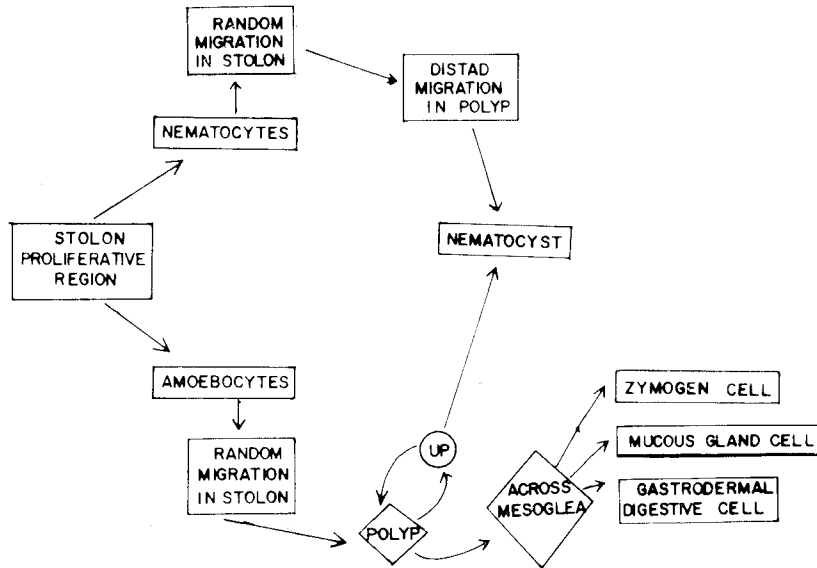 RANDOM
MIGRATION
IN STOLON
DISTAD
MIGRATION
IN POLYP
NEMATOCYTES
STOLON
PROLIFERATIVE
REGION
NEMATOCYST
AMOEBOCYTES
RANDOM
MIGRATION
IN STOLON
UP
POLYP
ACROSS
MESOGLEA
ZYMOGEN CELL
MUCOUS GLAND CELL
GASTRODERMAL
DIGESTIVE CELL